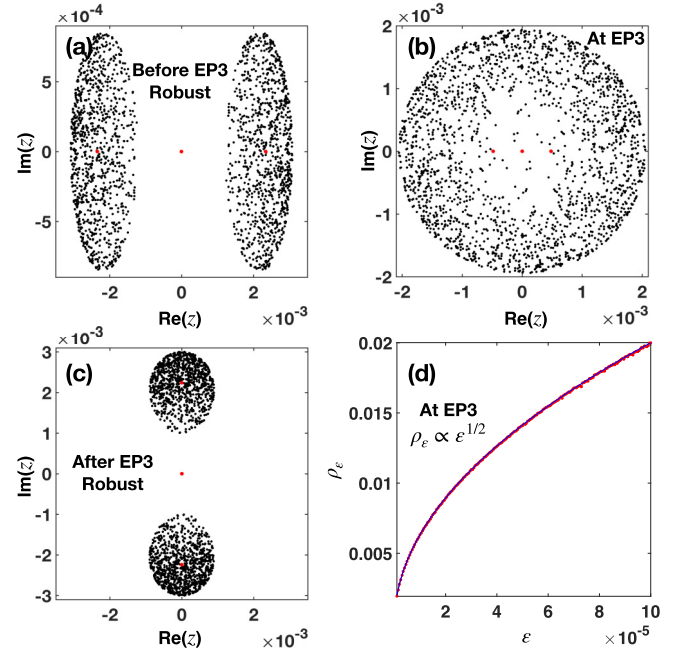 ×10⁻⁴
(a)
Before EP3
Robust
Im(z)
5
0
-5
-2
0
2
Re(z)
×10⁻³
×10⁻³
(b)
At EP3
Im(z)
2
1
0
-1
-2
-2
-1
0
1
2
Re(z)
×10⁻³
×10⁻³
(c)
After EP3
Robust
Im(z)
3
2
1
0
-1
-2
-3
-2
0
2
Re(z)
×10⁻³
(d)
At EP3
ρ_ε ∝ ε^{1/2}
ρ_ε
0.02
0.015
0.01
0.005
2
4
6
8
10
ε
×10⁻⁵